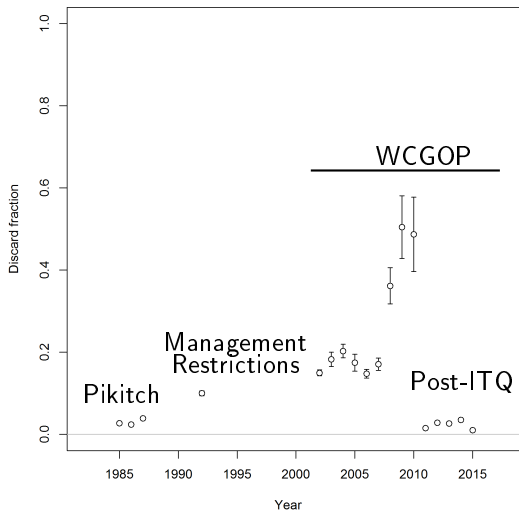 1.0
0.8
0.6
0.4
0.2
0.0
Discard fraction
WCGOP
Management
Restrictions
Pikitch
Post-ITQ
1985
1990
1995
2000
2005
2010
2015
Year